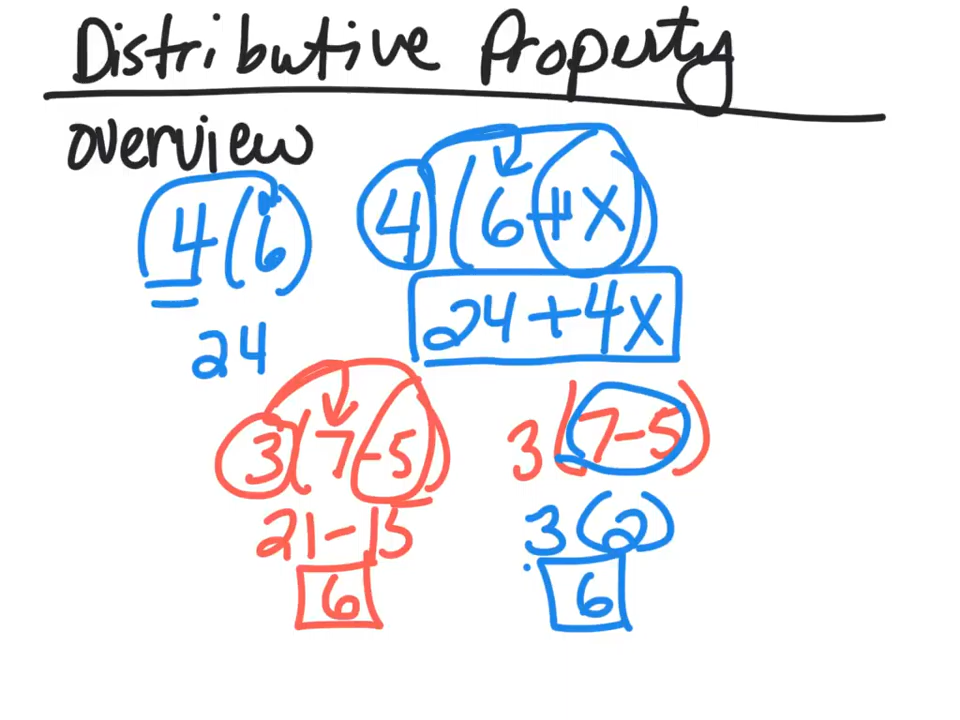 Distributive Property
overview
4(6) 4(6+x)
24 24+4x
3(7-5) 3(7-5)
21-15 3(2)
6 6